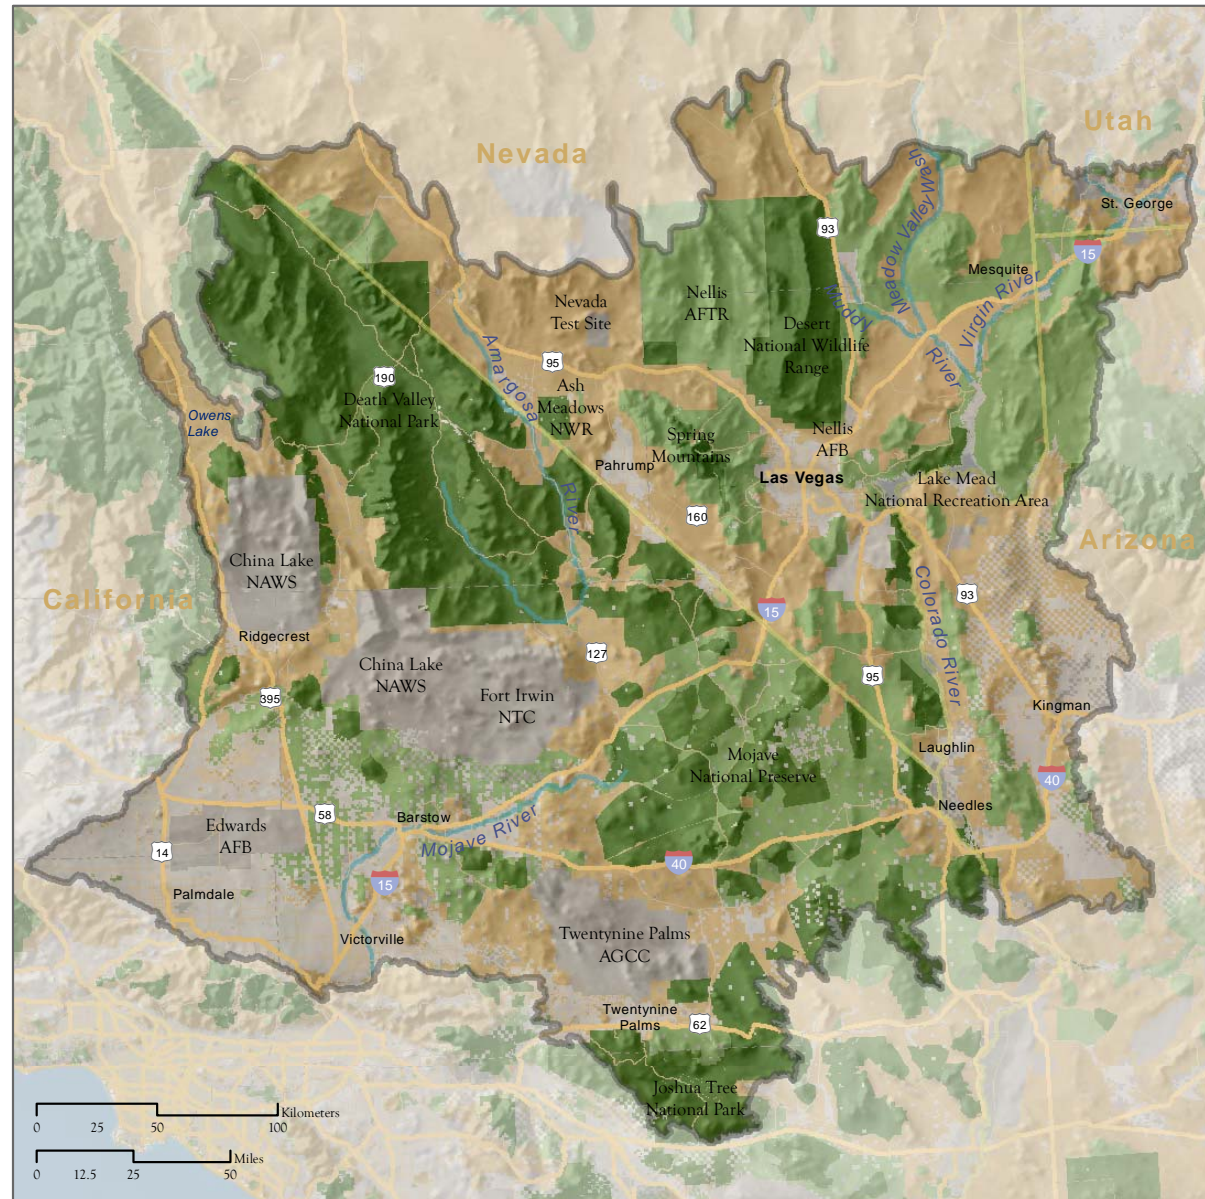 Utah
Nevada
Meadow Valley Wash
St. George
93
15
Mesquite
Virgin River
Nellis
AFTR
Muddy
River
Nevada
Test Site
Desert
National Wildlife
Range
Amargosa
River
95
190
Death Valley
National Park
Ash
Meadows
NWR
Owens
Lake
Spring
Mountains
Nellis
AFB
Pahrump
Las Vegas
Lake Mead
National Recreation Area
160
Arizona
China Lake
NAWS
California
Colorado River
93
15
Ridgecrest
127
China Lake
NAWS
Fort Irwin
NTC
95
395
Kingman
Laughlin
Mojave
National Preserve
40
Needles
58
Barstow
Edwards
AFB
Mojave River
14
40
15
Palmdale
Victorville
Twentynine Palms
AGCC
Twentynine
Palms
62
Joshua Tree
National Park
Kilometers
0 25 50 100
Miles
0 12.5 25 50